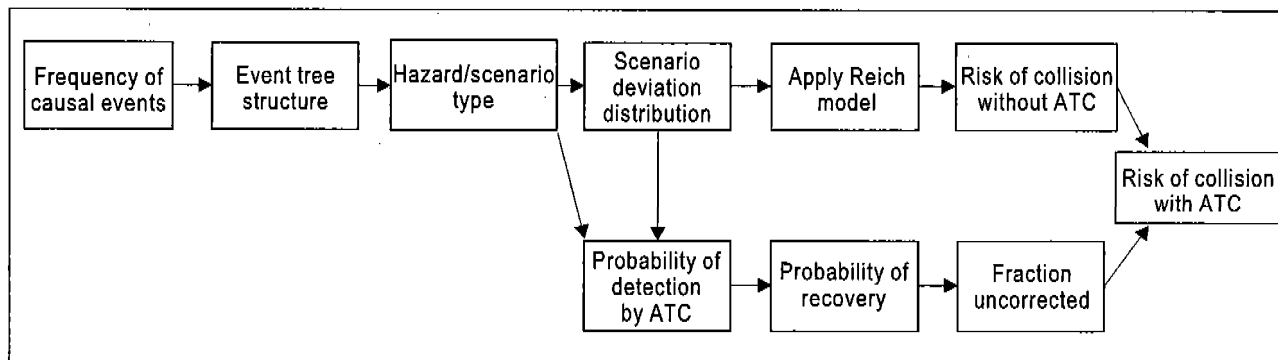 Frequency of
causal events
Event tree
structure
Hazard/scenario
type
Scenario
deviation
distribution
Apply Reich
model
Risk of collision
without ATC
Risk of collision
with ATC
Probability of
detection
by ATC
Probability of
recovery
Fraction
uncorrected